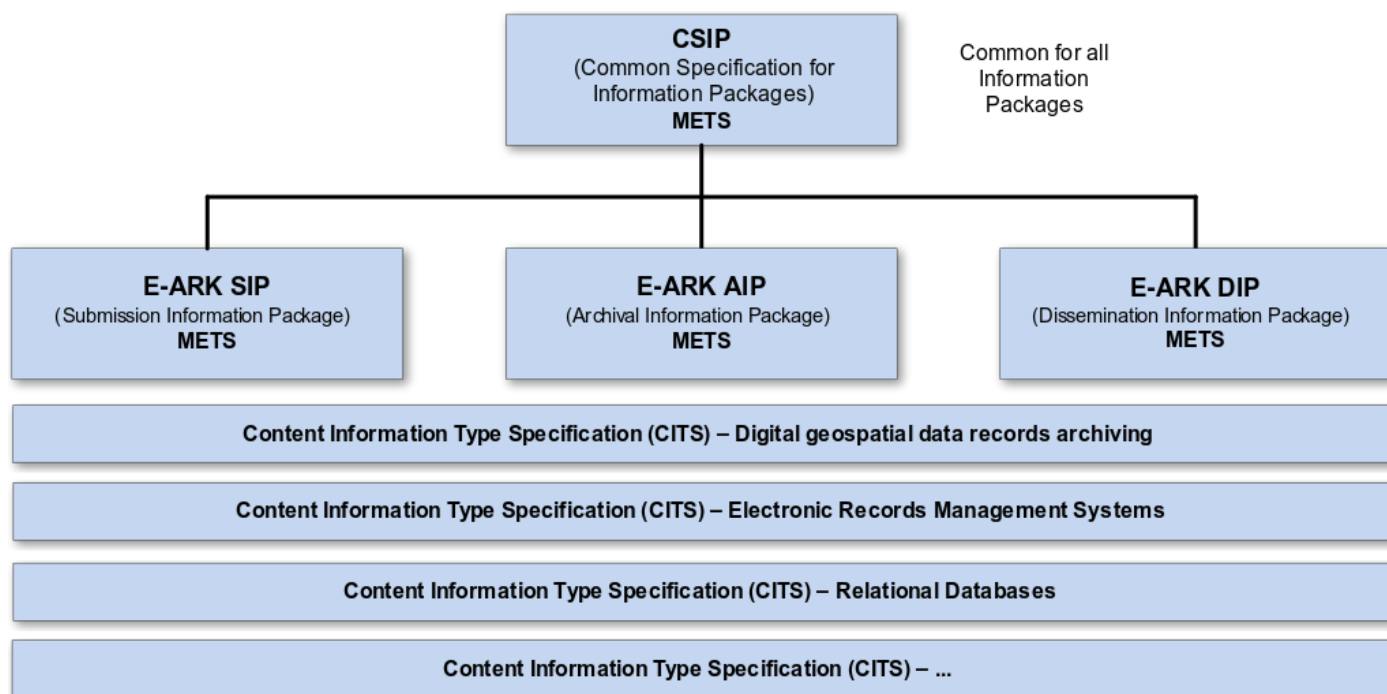 CSIP
(Common Specification for
Information Packages)
METS
Common for all
Information
Packages
E-ARK SIP
(Submission Information Package)
METS
E-ARK AIP
(Archival Information Package)
METS
E-ARK DIP
(Dissemination Information Package)
METS
Content Information Type Specification (CITS) – Digital geospatial data records archiving
Content Information Type Specification (CITS) – Electronic Records Management Systems
Content Information Type Specification (CITS) – Relational Databases
Content Information Type Specification (CITS) – ...